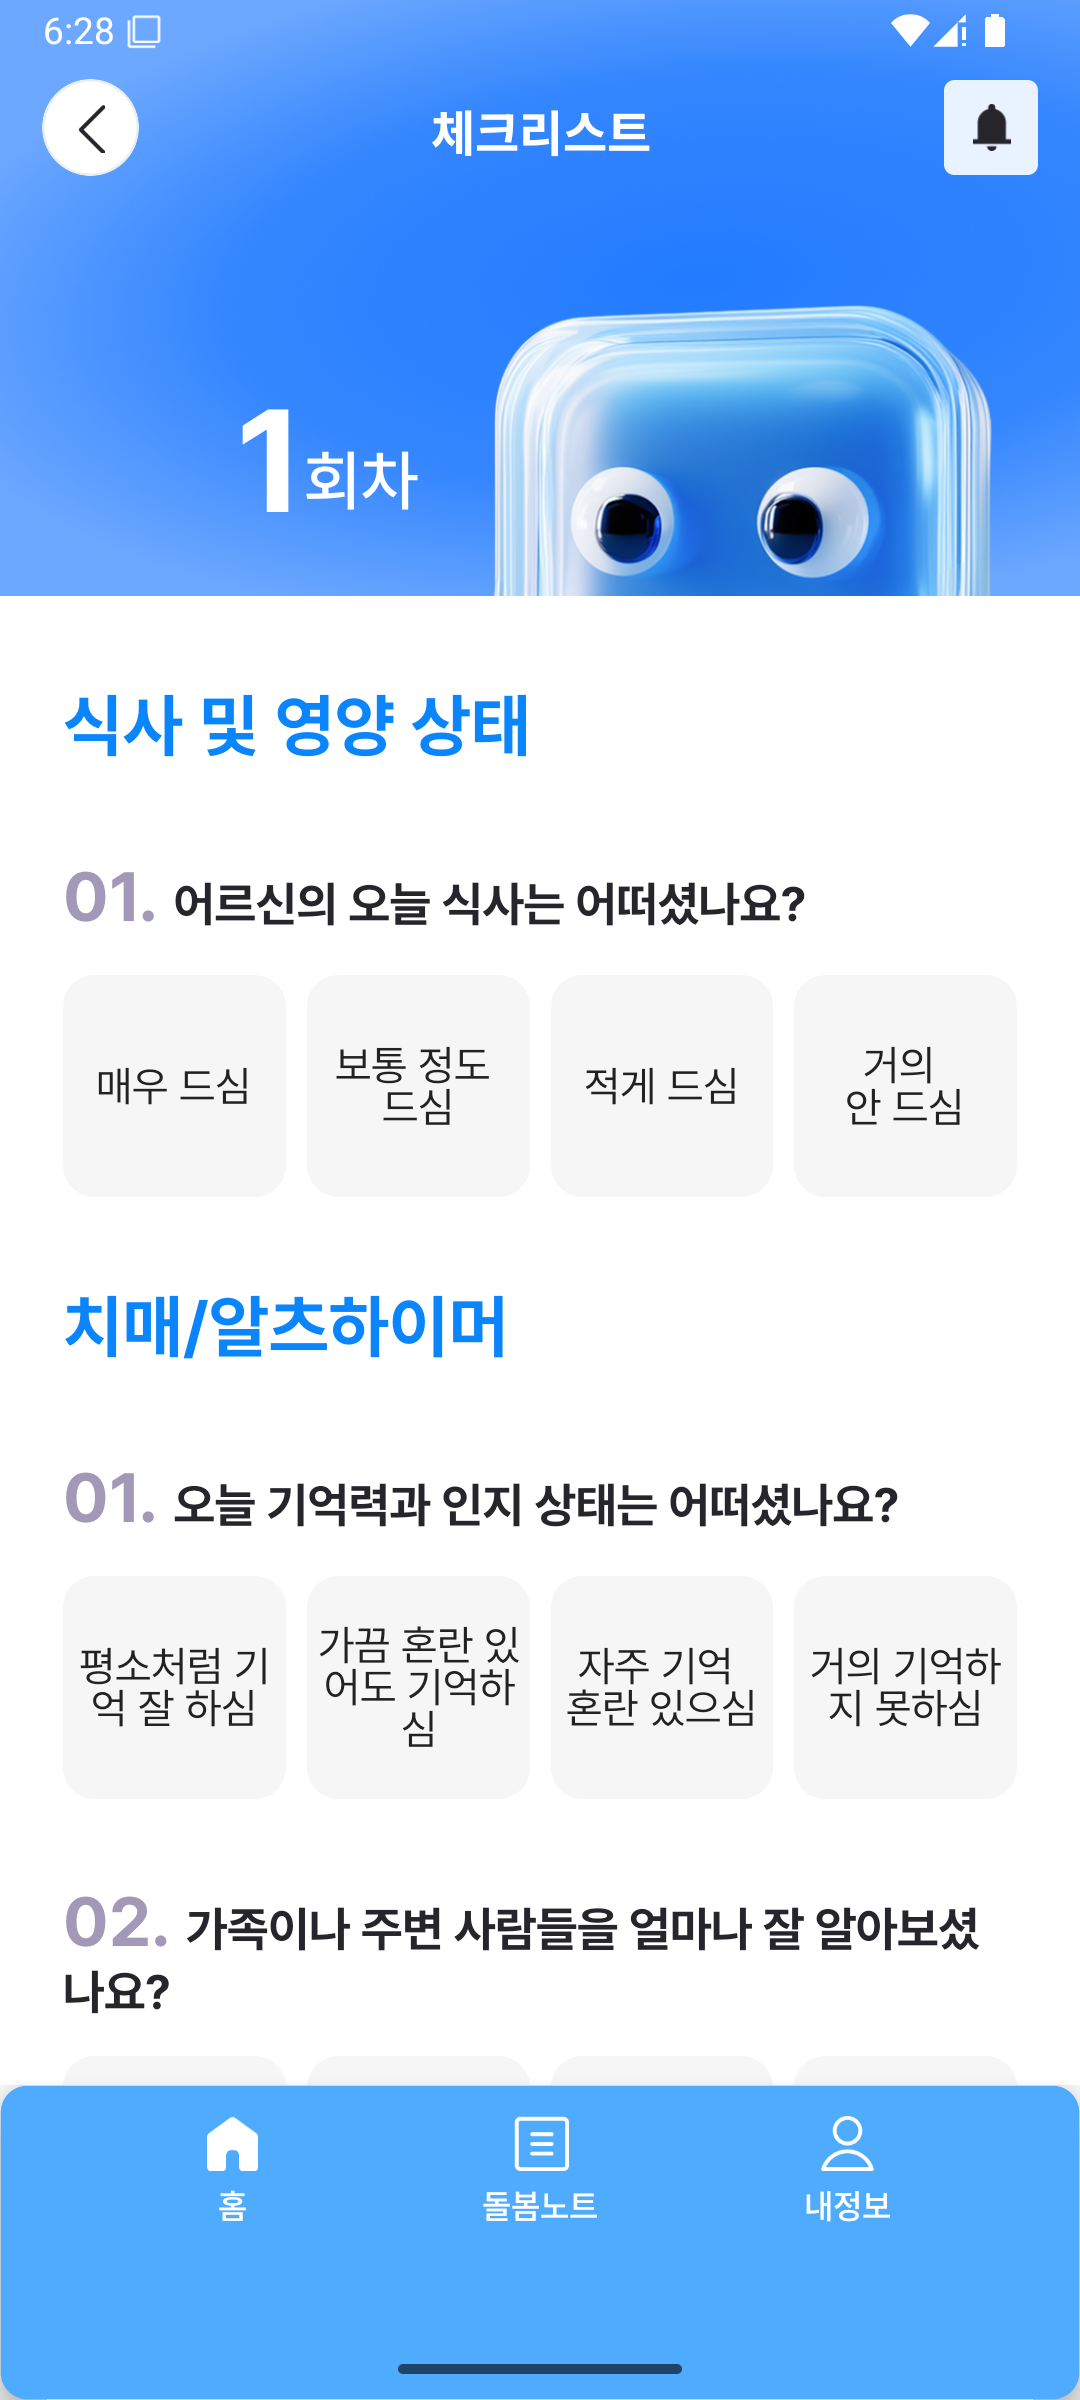 6:28
체크리스트
1회차
식사 및 영양 상태
01. 어르신의 오늘 식사는 어떠셨나요?
매우 드심
보통 정도
드심
적게 드심
거의
안 드심
치매/알츠하이머
01. 오늘 기억력과 인지 상태는 어떠셨나요?
평소처럼 기
억 잘 하심
가끔 혼란 있
어도 기억하
심
자주 기억
혼란 있으심
거의 기억하
지 못하심
02. 가족이나 주변 사람들을 얼마나 잘 알아보셨
나요?
홈
돌봄노트
내정보